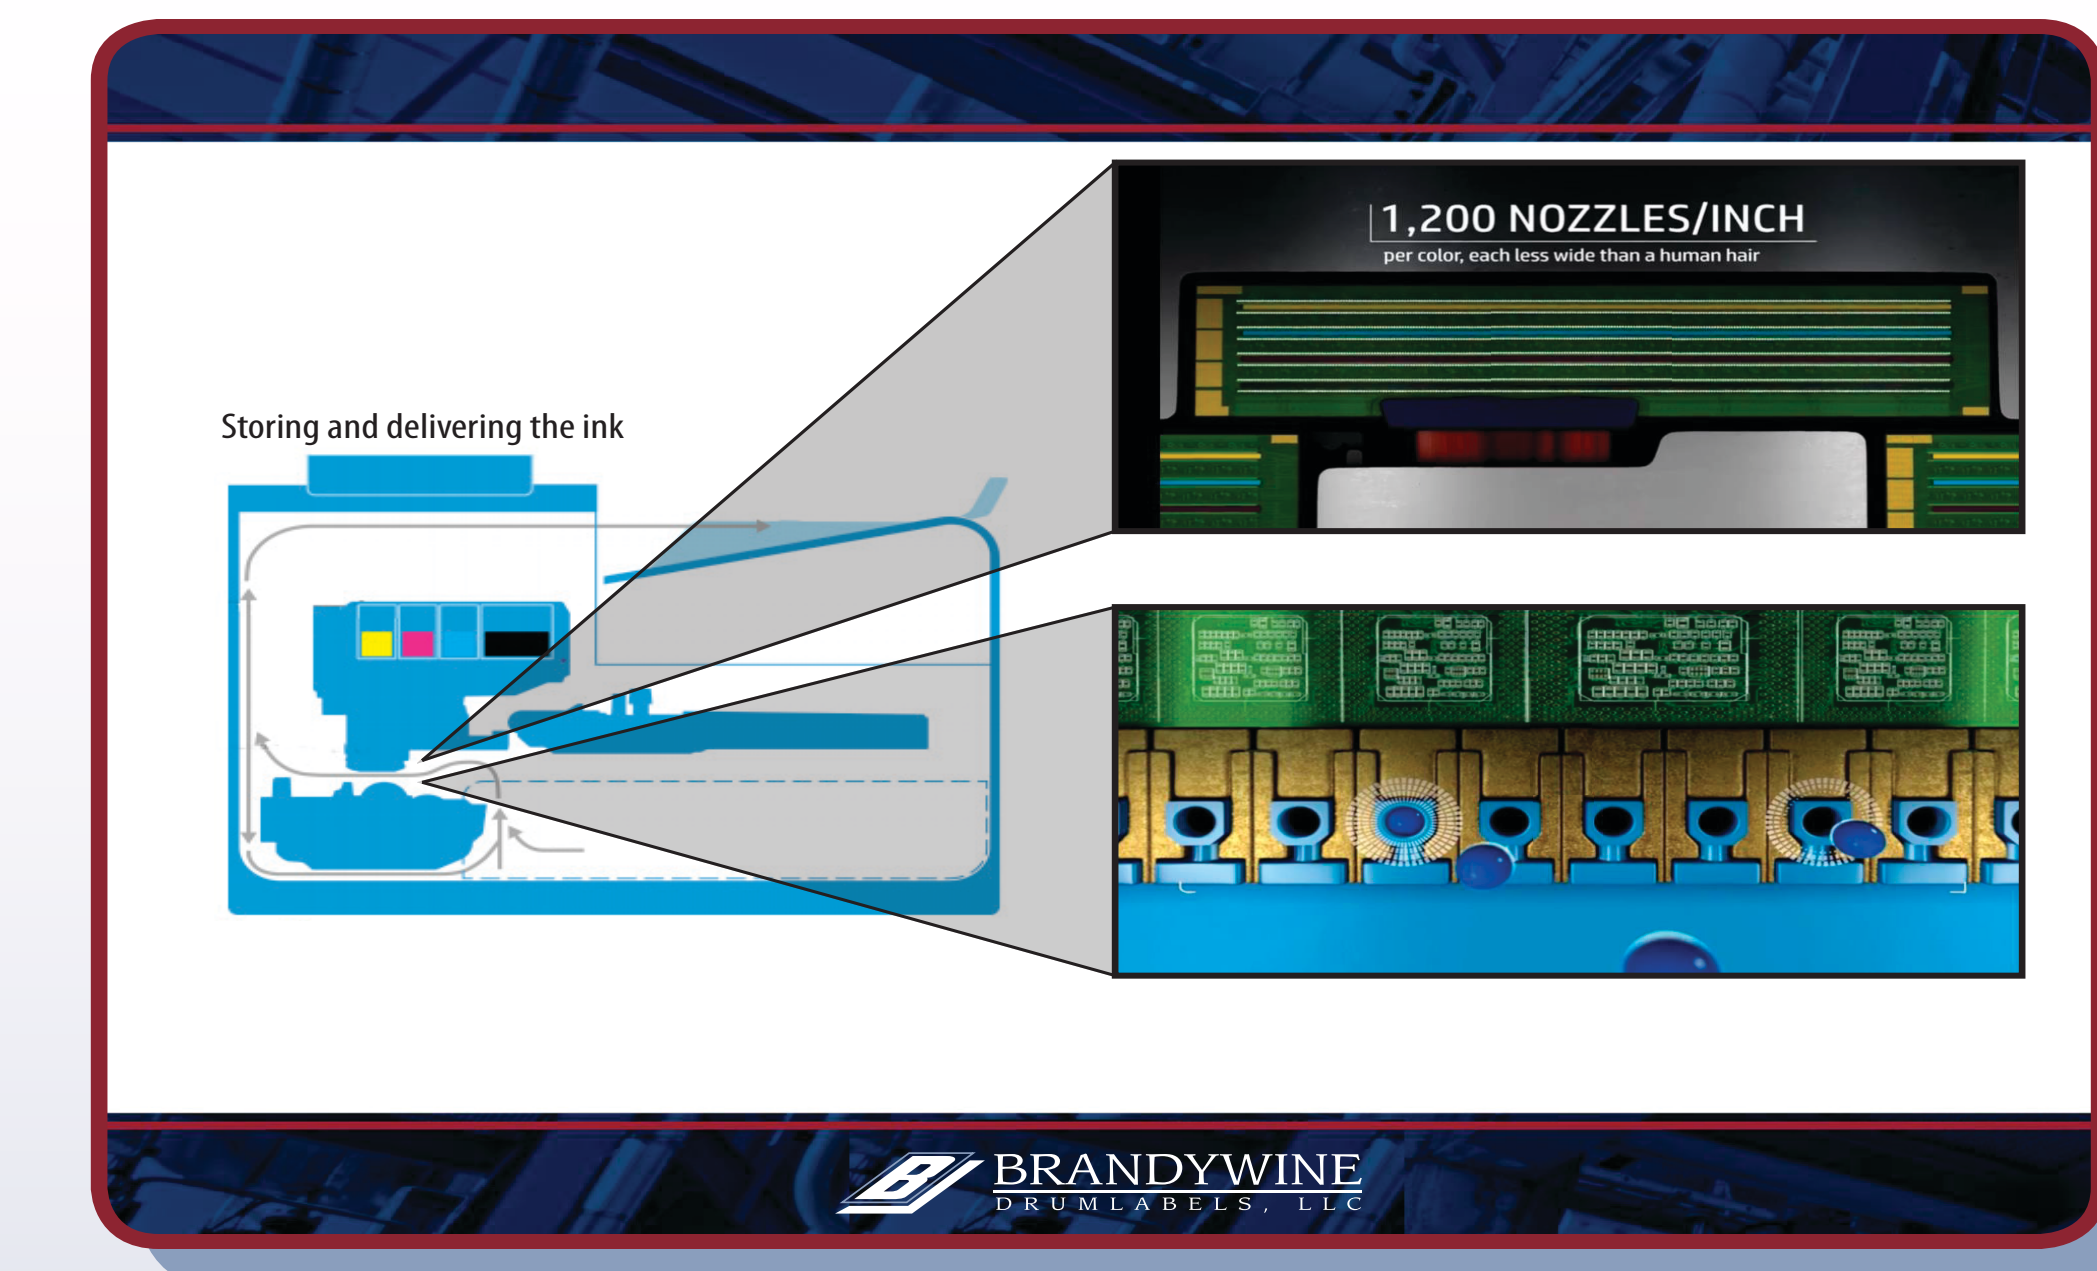 1,200 NOZZLES/INCH
per color, each less wide than a human hair
Storing and delivering the ink
B
BRANDYWINE
DRUMLABELS, LLC